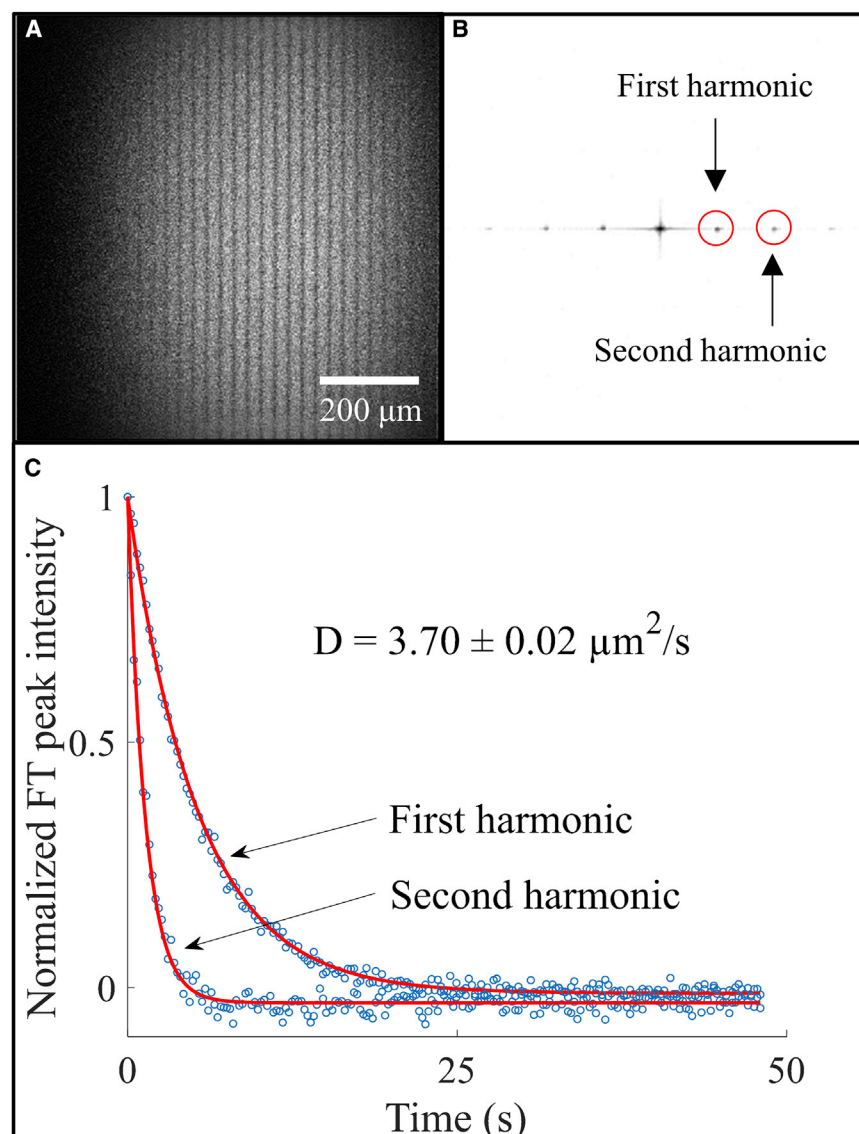 A
200 μm
B
First harmonic
Second harmonic
C
Normalized FT peak intensity
1
0.5
0
D = 3.70 ± 0.02 μm²/s
First harmonic
Second harmonic
0
25
50
Time (s)